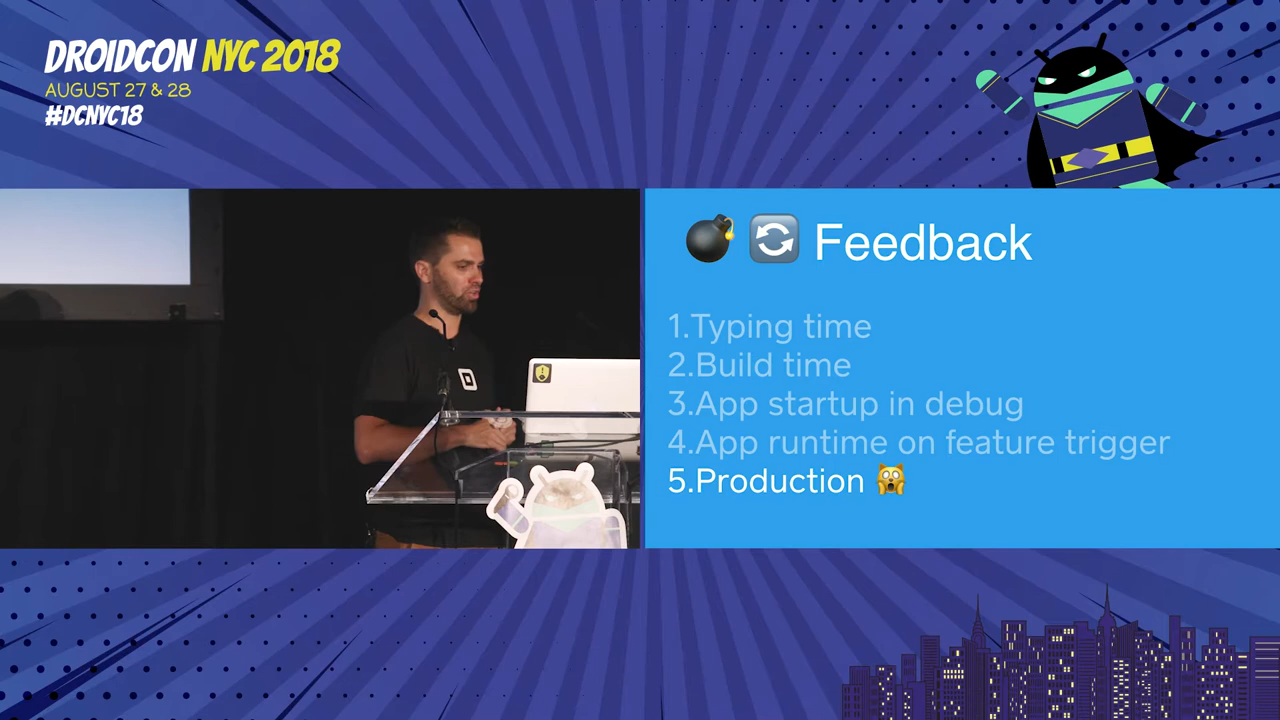 DROIDCON NYC 2018
AUGUST 27 & 28
#DCNYC18
💣 🔄 Feedback
1.Typing time
2.Build time
3.App startup in debug
4.App runtime on feature trigger
5.Production 🙀